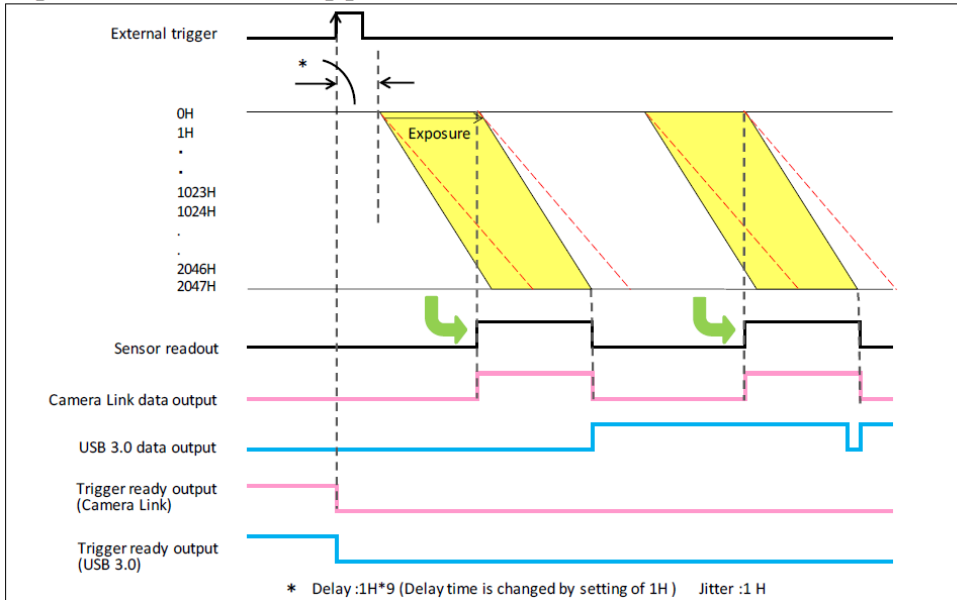 External trigger
*
0H
1H
.
.
1023H
1024H
.
.
2046H
2047H
Exposure
Sensor readout
Camera Link data output
USB 3.0 data output
Trigger ready output
(Camera Link)
Trigger ready output
(USB 3.0)
* Delay :1H*9 (Delay time is changed by setting of 1H ) Jitter :1 H